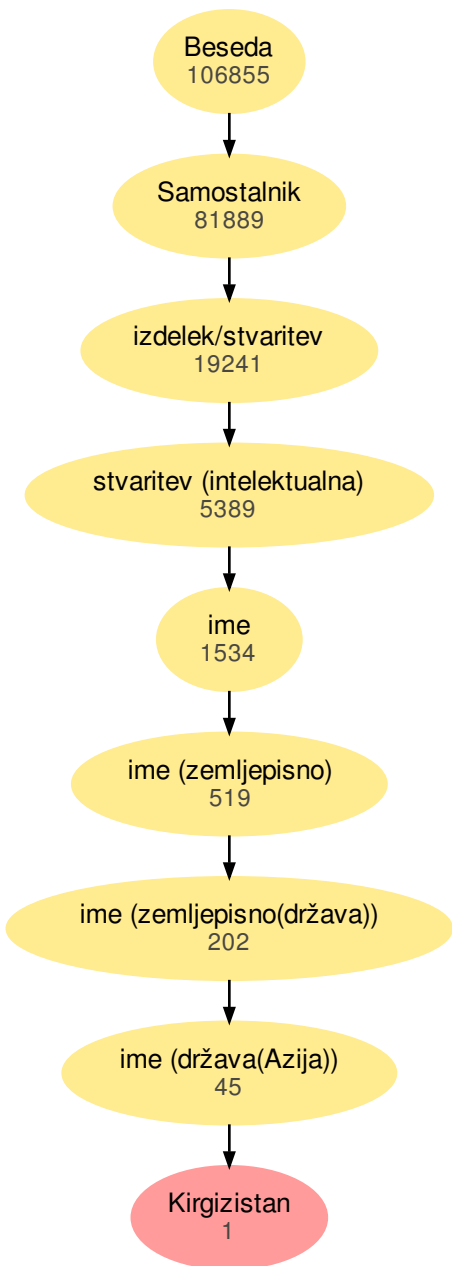 Beseda
106855
Samostalnik
81889
izdelek/stvaritev
19241
stvaritev (intelektualna)
5389
ime
1534
ime (zemljepisno)
519
ime (zemljepisno(država))
202
ime (država(Azija))
45
Kirgizistan
1